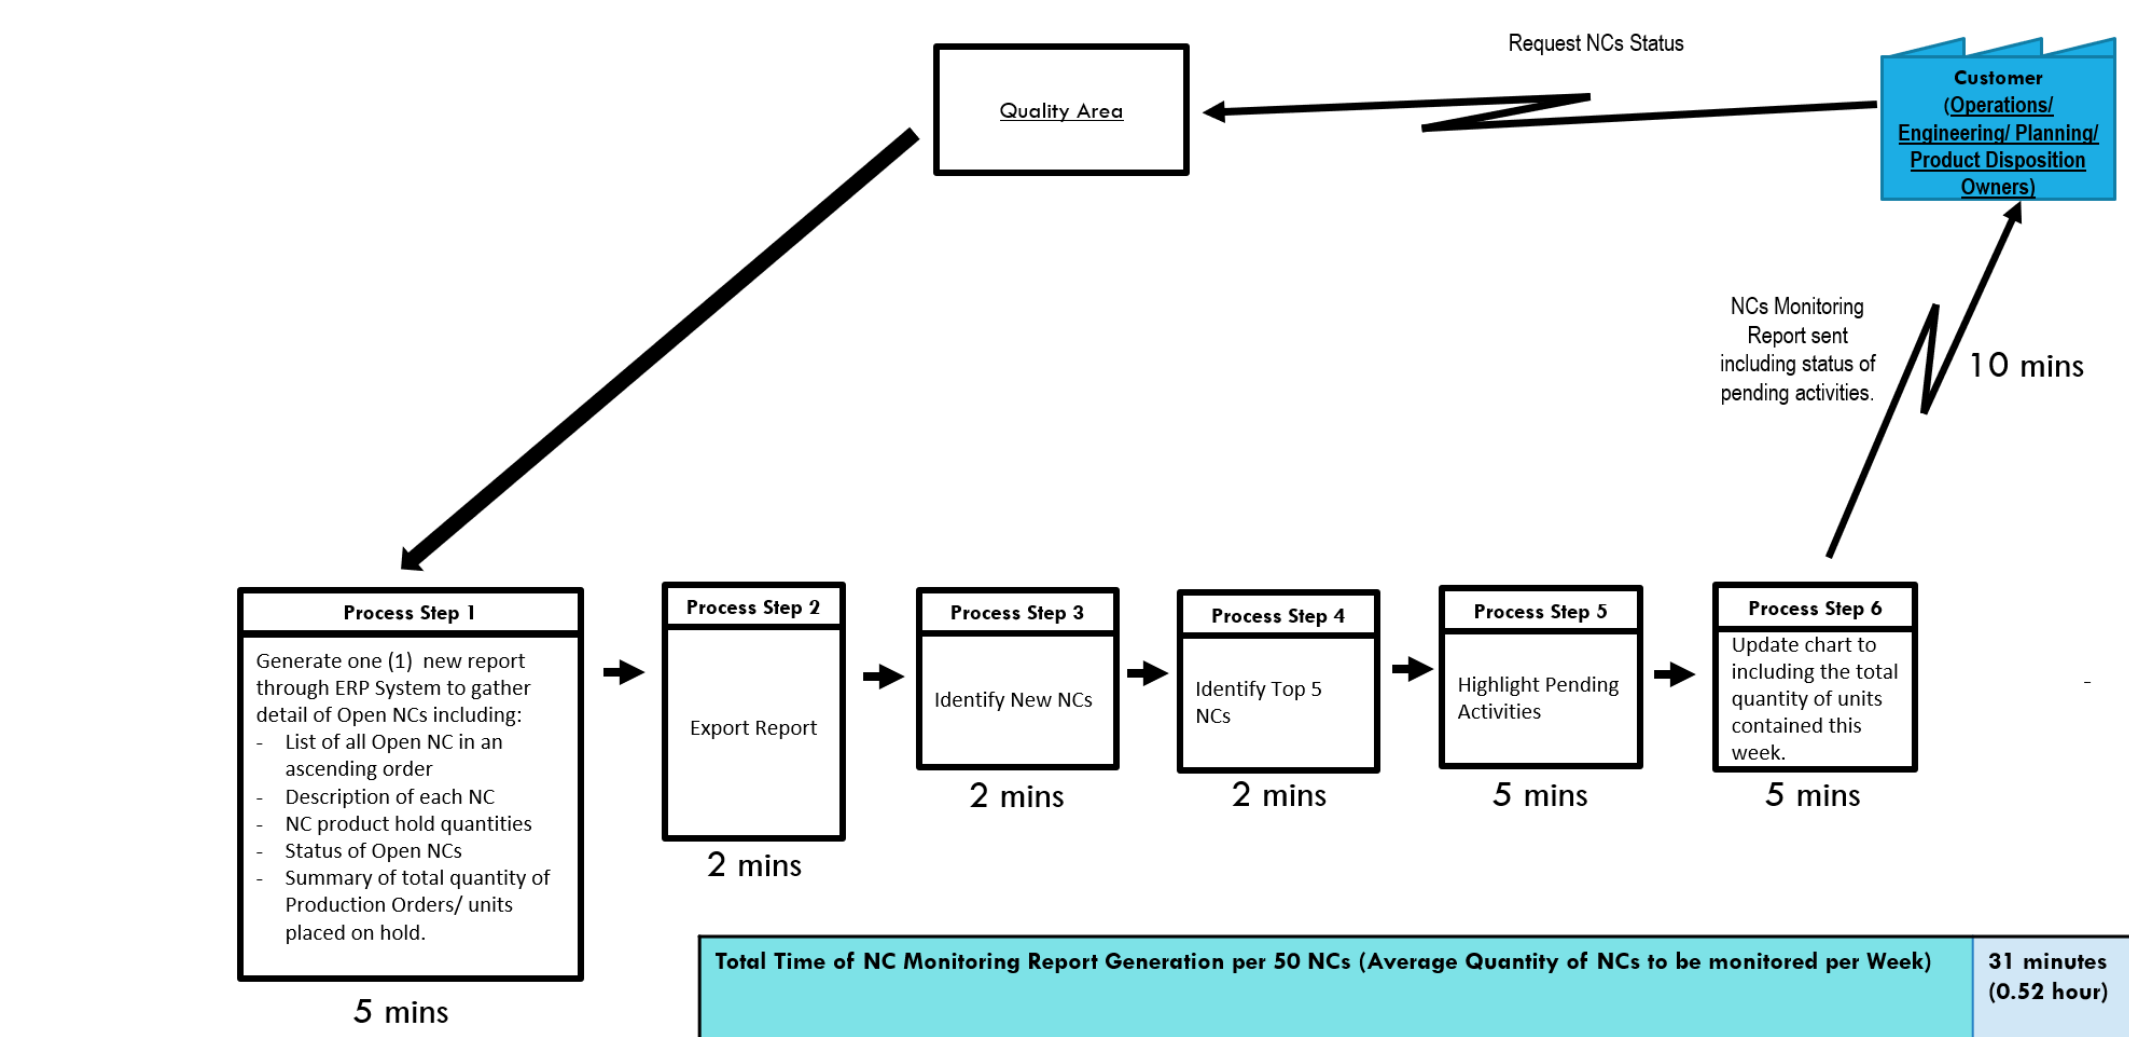 Request NCs Status
Quality Area
Customer
(Operations/
Engineering/ Planning/
Product Disposition
Owners)
NCs Monitoring
Report sent
including status of
pending activities.
10 mins
Process Step 1
Generate one (1) new report
through ERP System to gather
detail of Open NCs including:
- List of all Open NC in an
ascending order
- Description of each NC
- NC product hold quantities
- Status of Open NCs
- Summary of total quantity of
Production Orders/ units
placed on hold.
5 mins
Process Step 2
Export Report
2 mins
Process Step 3
Identify New NCs
2 mins
Process Step 4
Identify Top 5
NCs
2 mins
Process Step 5
Highlight Pending
Activities
5 mins
Process Step 6
Update chart to
including the total
quantity of units
contained this
week.
5 mins
-
Total Time of NC Monitoring Report Generation per 50 NCs (Average Quantity of NCs to be monitored per Week)
31 minutes
(0.52 hour)